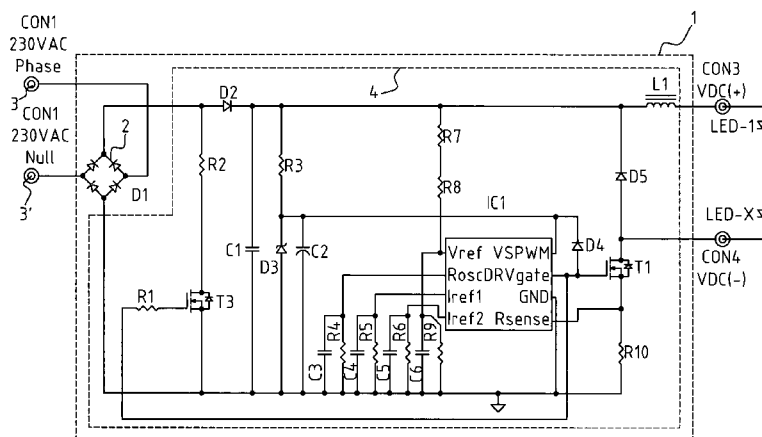 CON1
230VAC
Phase
3
CON1
230VAC
Null
3'
2
D1
1
4
D2
L1
CON3
VDC(+)
LED-1
R2
R3
R7
R8
D5
LED-X
IC1
C1
D3
C2
D4
CON4
VDC(-)
Vref VSPWM
RoscDRVgate
Iref1 GND
Iref2 Rsense
T1
R1
T3
R4
R5
R6
R9
R10
C3
C4
C5
C6